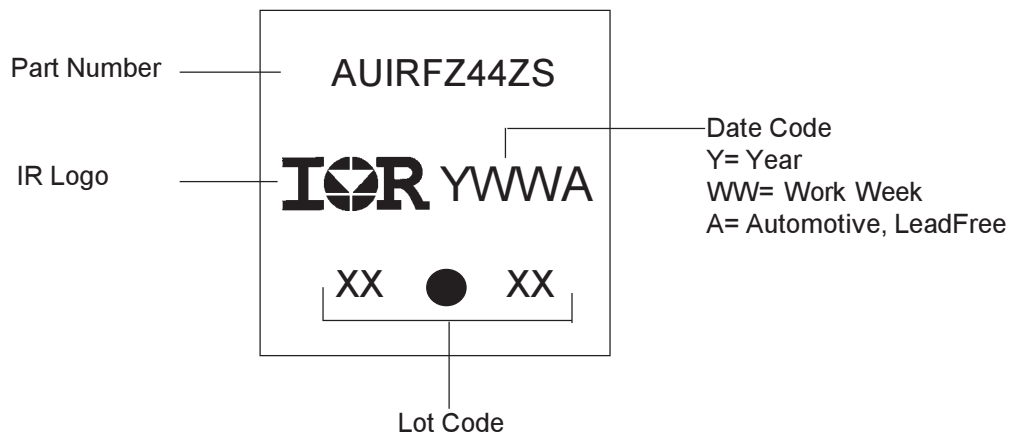 Part Number
AUIRFZ44ZS
IR Logo
IOR YWWA
Date Code
Y= Year
WW= Work Week
A= Automotive, LeadFree
XX XX
Lot Code